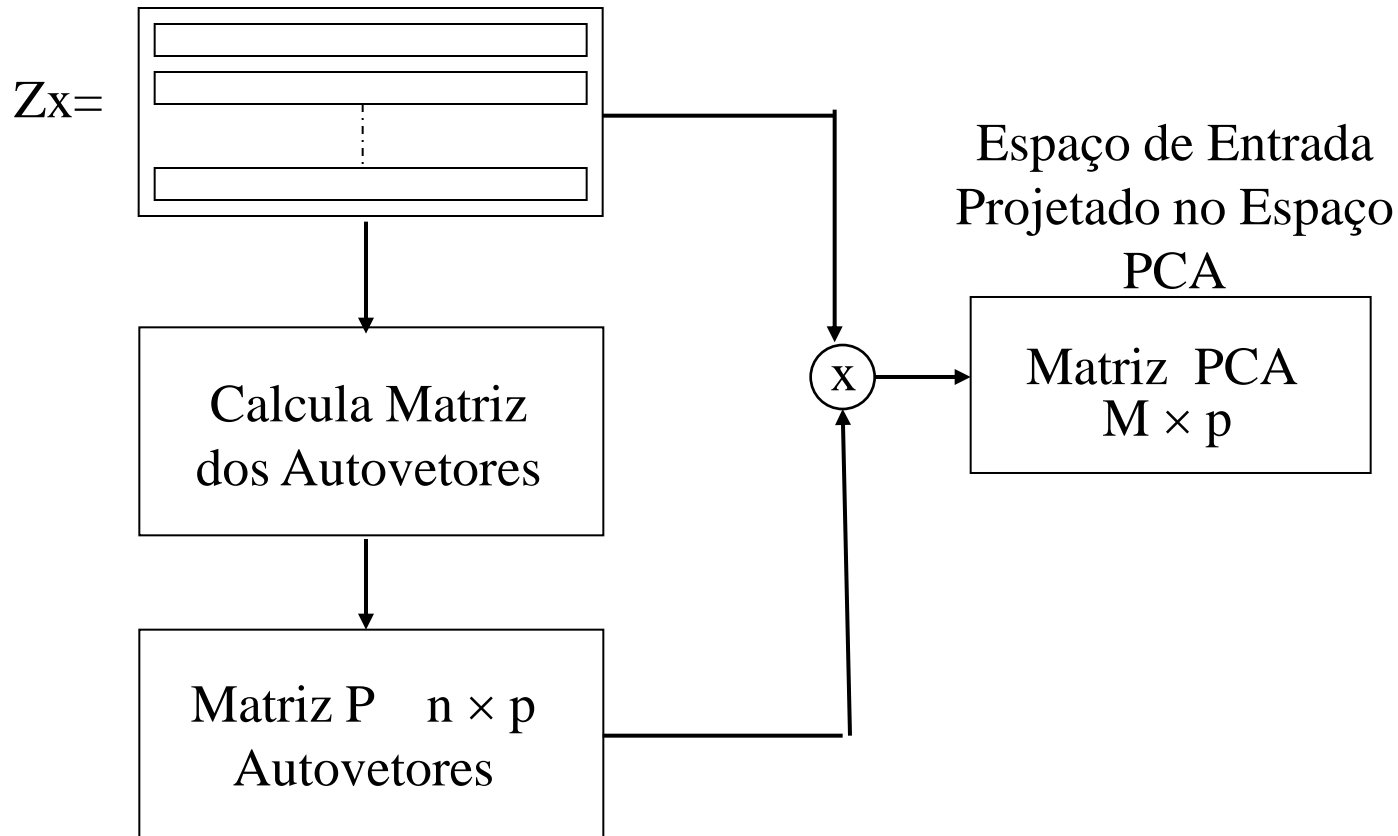 Zx=
Espaço de Entrada
Projetado no Espaço
PCA
x
Matriz PCA
M × p
Calcula Matriz
dos Autovetores
Matriz P n × p
Autovetores